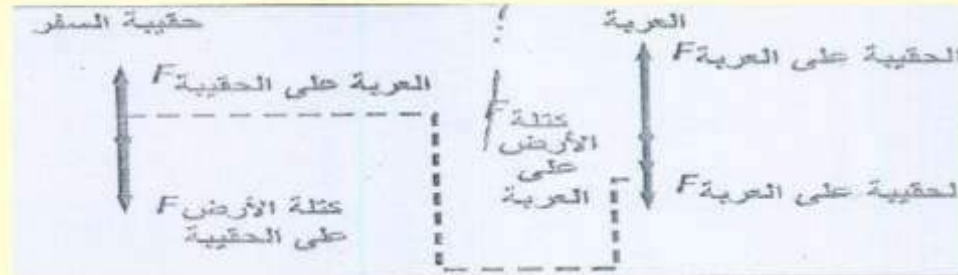 حقيبة السفر
F العربة على الحقيبة
F كتلة الأرض
على الحقيبة
F
كتلة
الأرض
على
العربة
العربة
F الحقيبة على العربة
F لحقيبة على العربة